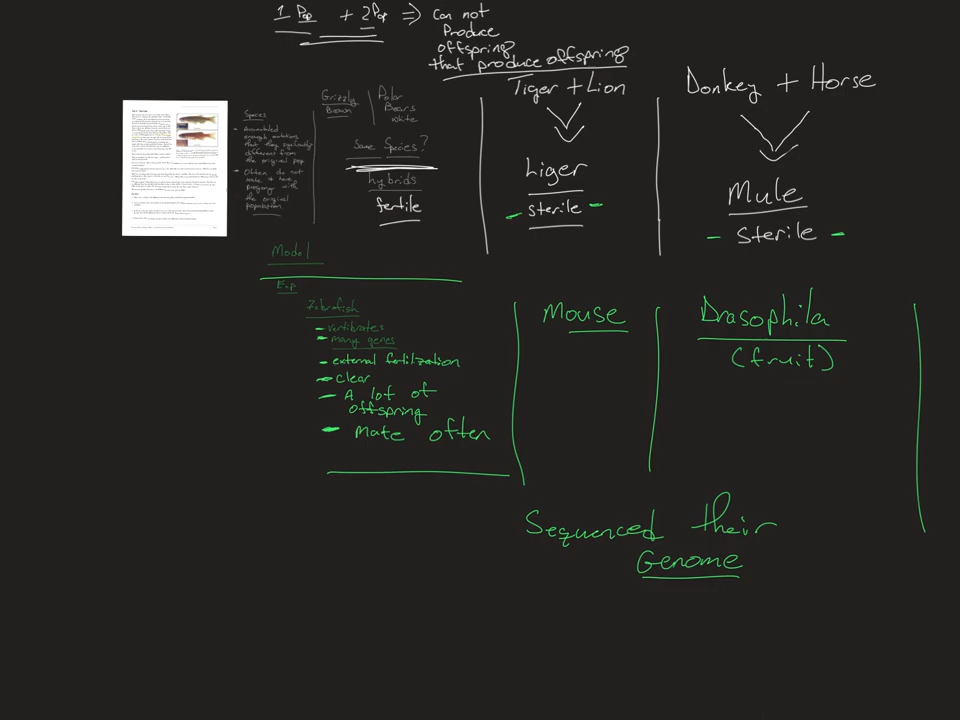 1 Pop + 2 Pop ⇒ Can not
Produce
offspring
that produce offspring
Species
Accumulated
enough mutations
that they
different from
the original pop
Often do not
mate & have
progeny with
the original
population
Grizzly
Brown
Polar
Bears
White
Same Species?
hybrids
fertile
Tiger + Lion
Liger
- sterile -
Donkey + Horse
Mule
- Sterile -
Model
Exp
Zebrafish
- vertibrates
- many genes
- external fertilization
- clear
- A lot of
offspring
- Mate often
Mouse
Drasophila
(fruit)
Sequenced their
Genome